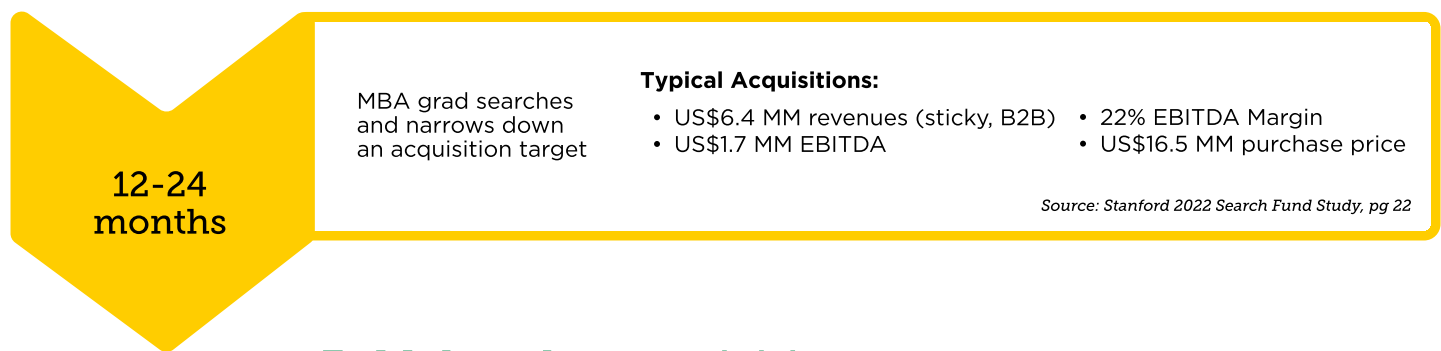 12-24
months
MBA grad searches
and narrows down
an acquisition target
Typical Acquisitions:
• US$6.4 MM revenues (sticky, B2B)
• US$1.7 MM EBITDA
• 22% EBITDA Margin
• US$16.5 MM purchase price
Source: Stanford 2022 Search Fund Study, pg 22